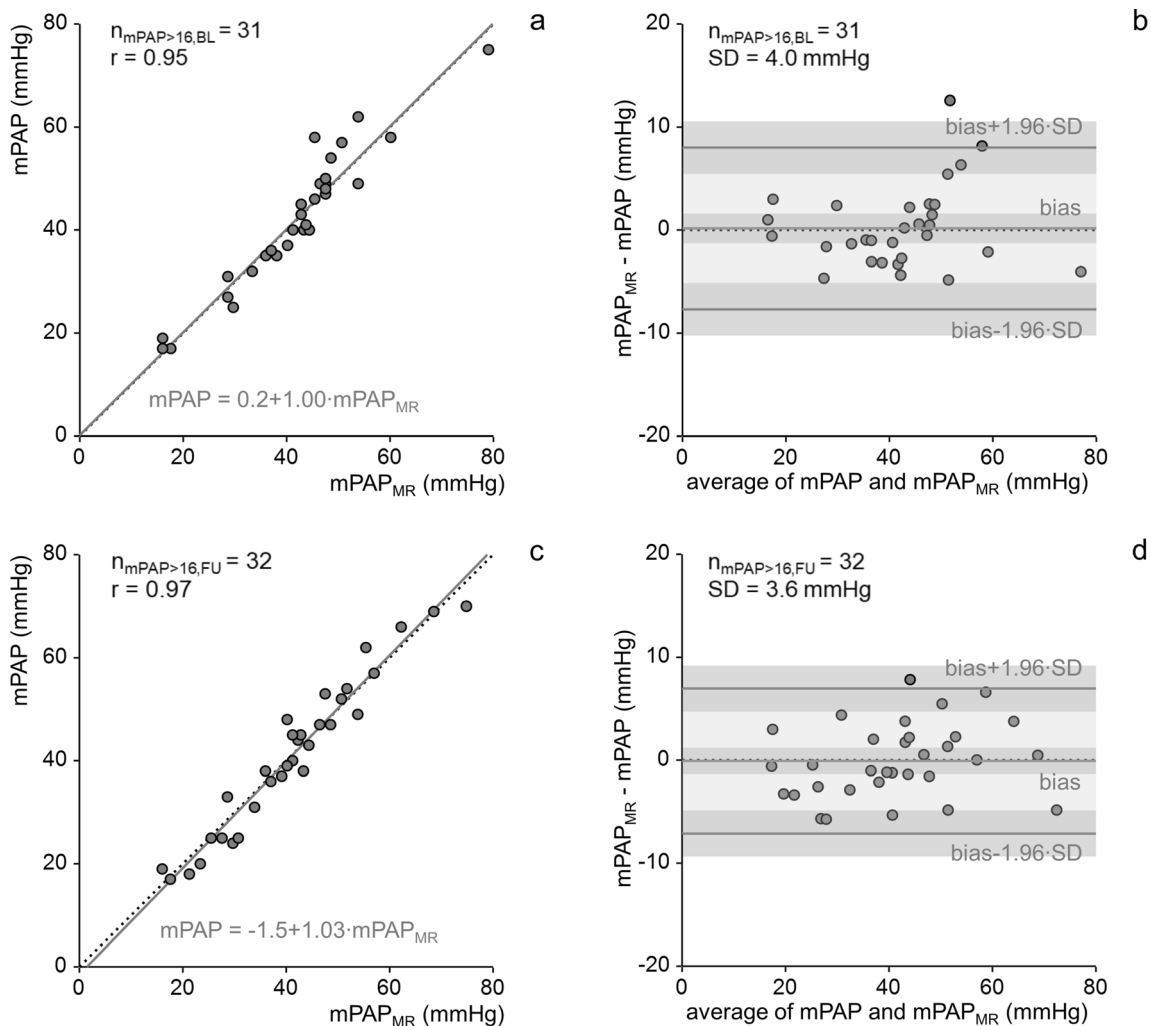 a
n_mPAP>16,BL = 31
r = 0.95
mPAP (mmHg)
80
60
40
20
0
mPAP = 0.2+1.00·mPAP_MR
0 20 40 60 80
mPAP_MR (mmHg)
b
n_mPAP>16,BL = 31
SD = 4.0 mmHg
mPAP_MR - mPAP (mmHg)
20
10
0
-10
-20
bias+1.96·SD
bias
bias-1.96·SD
0 20 40 60 80
average of mPAP and mPAP_MR (mmHg)
c
n_mPAP>16,FU = 32
r = 0.97
mPAP (mmHg)
80
60
40
20
0
mPAP = -1.5+1.03·mPAP_MR
0 20 40 60 80
mPAP_MR (mmHg)
d
n_mPAP>16,FU = 32
SD = 3.6 mmHg
mPAP_MR - mPAP (mmHg)
20
10
0
-10
-20
bias+1.96·SD
bias
bias-1.96·SD
0 20 40 60 80
average of mPAP and mPAP_MR (mmHg)